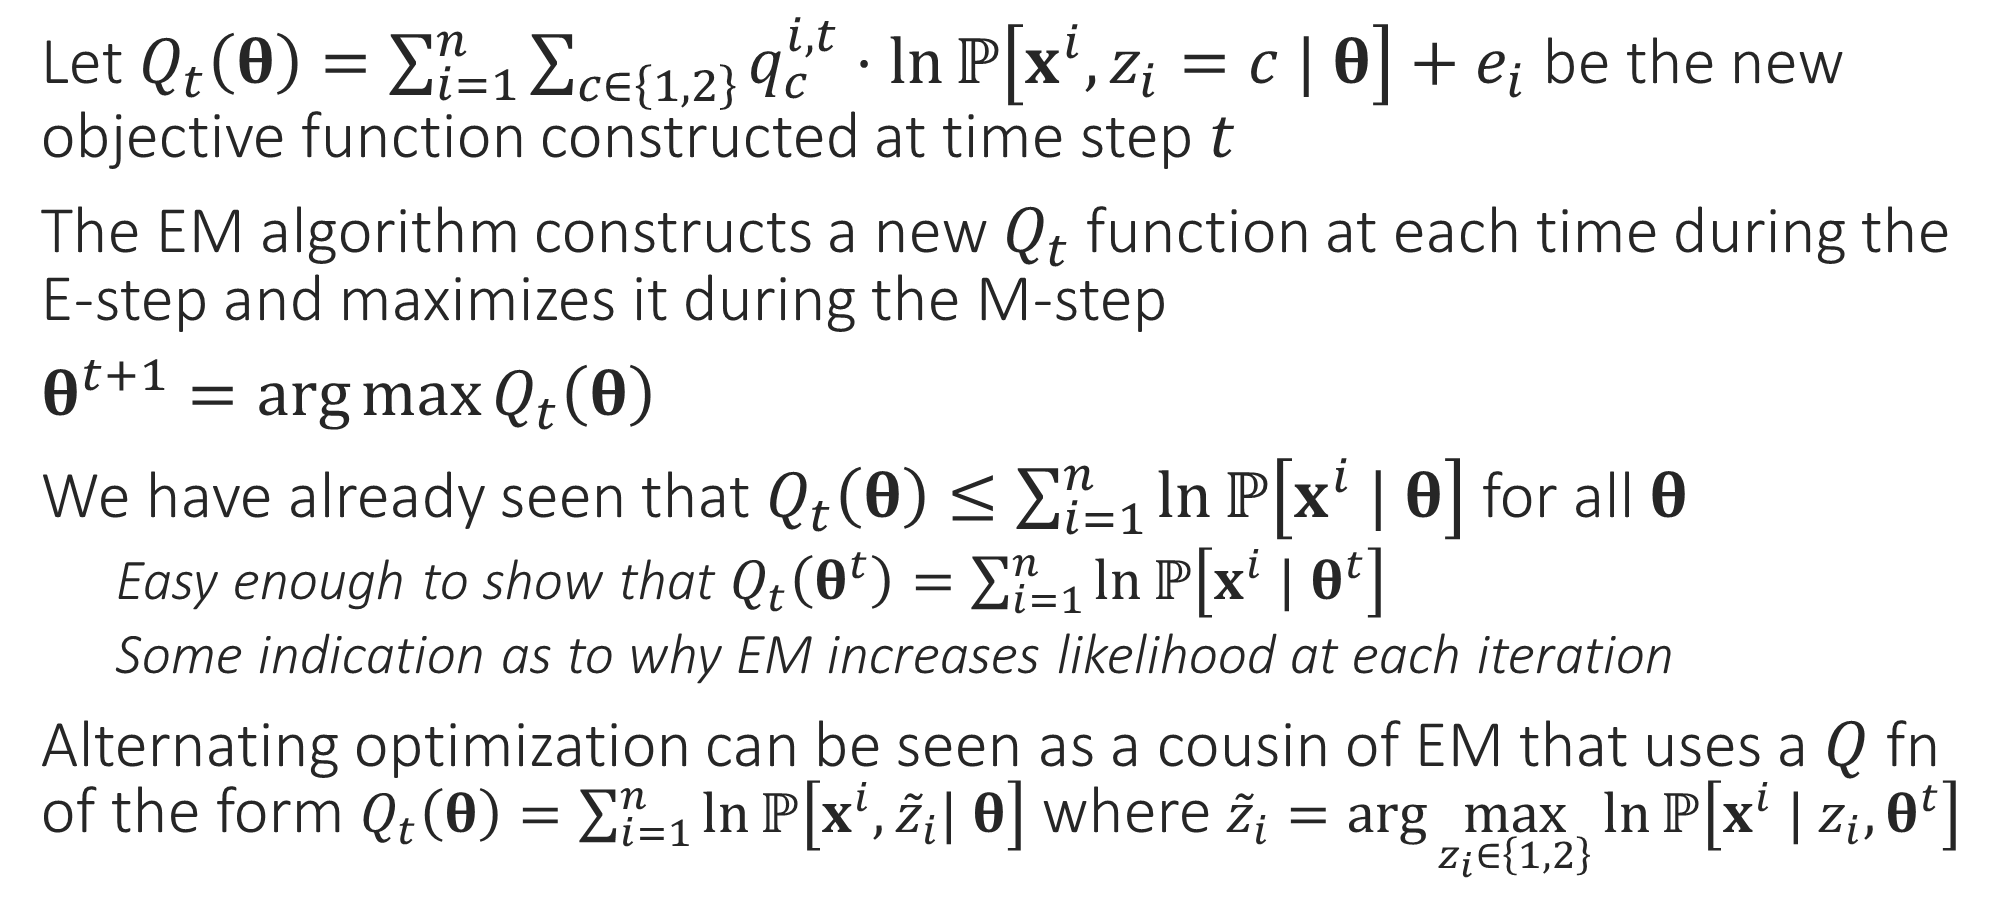 Let Q_t(𝛉) = ∑_{i=1}^{n} ∑_{c∈{1,2}} q_c^{i,t} · ln ℙ[𝐱^i, z_i = c | 𝛉] + e_i be the new
objective function constructed at time step t
The EM algorithm constructs a new Q_t function at each time during the
E-step and maximizes it during the M-step
𝛉^{t+1} = arg max Q_t(𝛉)
We have already seen that Q_t(𝛉) ≤ ∑_{i=1}^{n} ln ℙ[𝐱^i | 𝛉] for all 𝛉
Easy enough to show that Q_t(𝛉^t) = ∑_{i=1}^{n} ln ℙ[𝐱^i | 𝛉^t]
Some indication as to why EM increases likelihood at each iteration
Alternating optimization can be seen as a cousin of EM that uses a Q fn
of the form Q_t(𝛉) = ∑_{i=1}^{n} ln ℙ[𝐱^i, z̃_i| 𝛉] where z̃_i = arg max_{z_i∈{1,2}} ln ℙ[𝐱^i | z_i, 𝛉^t]